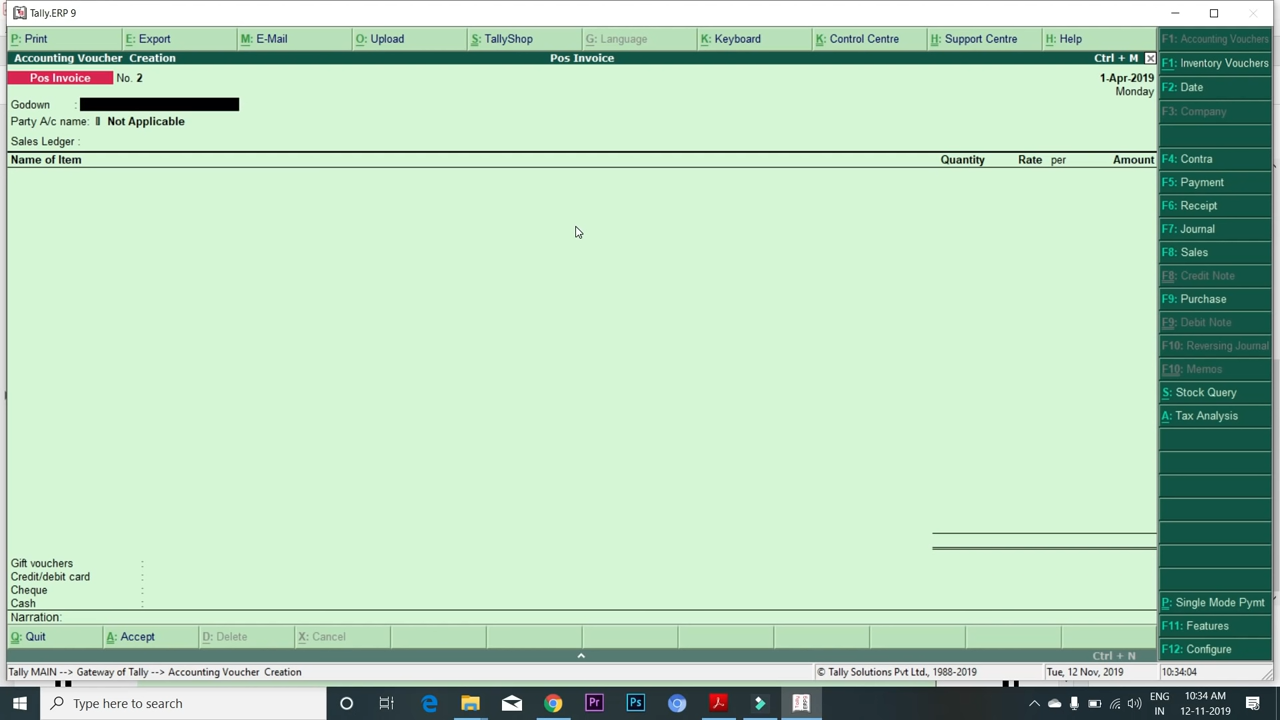 Tally.ERP 9
P: Print E: Export M: E-Mail O: Upload S: TallyShop G: Language K: Keyboard K: Control Centre H: Support Centre H: Help
Accounting Voucher Creation Pos Invoice Ctrl + M
Pos Invoice No. 2 1-Apr-2019
Monday
Godown :
Party A/c name: Not Applicable
Sales Ledger :
Name of Item Quantity Rate per Amount
Gift vouchers :
Credit/debit card :
Cheque :
Cash :
Narration:
Q: Quit A: Accept D: Delete X: Cancel
Ctrl + N
F1: Accounting Vouchers
F1: Inventory Vouchers
F2: Date
F3: Company
F4: Contra
F5: Payment
F6: Receipt
F7: Journal
F8: Sales
F8: Credit Note
F9: Purchase
F9: Debit Note
F10: Reversing Journal
F10: Memos
S: Stock Query
A: Tax Analysis
P: Single Mode Pymt
F11: Features
F12: Configure
Tally MAIN --> Gateway of Tally --> Accounting Voucher Creation © Tally Solutions Pvt Ltd., 1988-2019 Tue, 12 Nov, 2019 10:34:04
Type here to search
Pr
Ps
ENG
IN
10:34 AM
12-11-2019